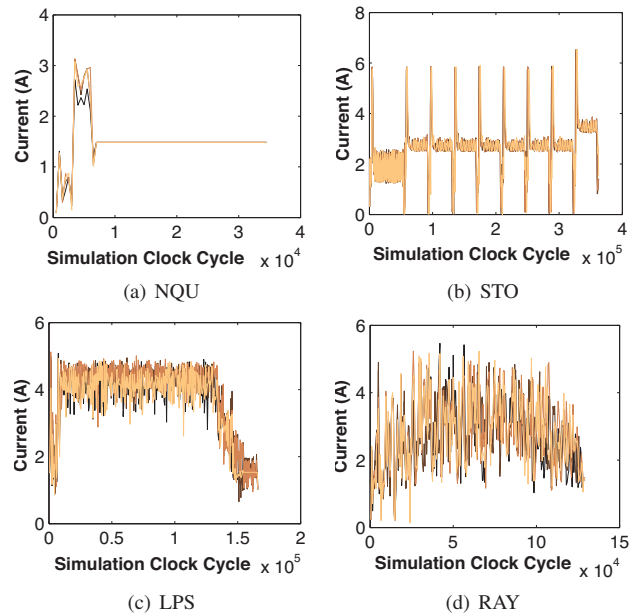 4
3
2
1
0
Current (A)
0 1 2 3 4
Simulation Clock Cycle x 10^4
(a) NQU
8
6
4
2
0
Current (A)
0 1 2 3 4
Simulation Clock Cycle x 10^5
(b) STO
6
4
2
0
Current (A)
0 0.5 1 1.5 2
Simulation Clock Cycle x 10^5
(c) LPS
6
4
2
0
Current (A)
0 5 10 15
Simulation Clock Cycle x 10^4
(d) RAY